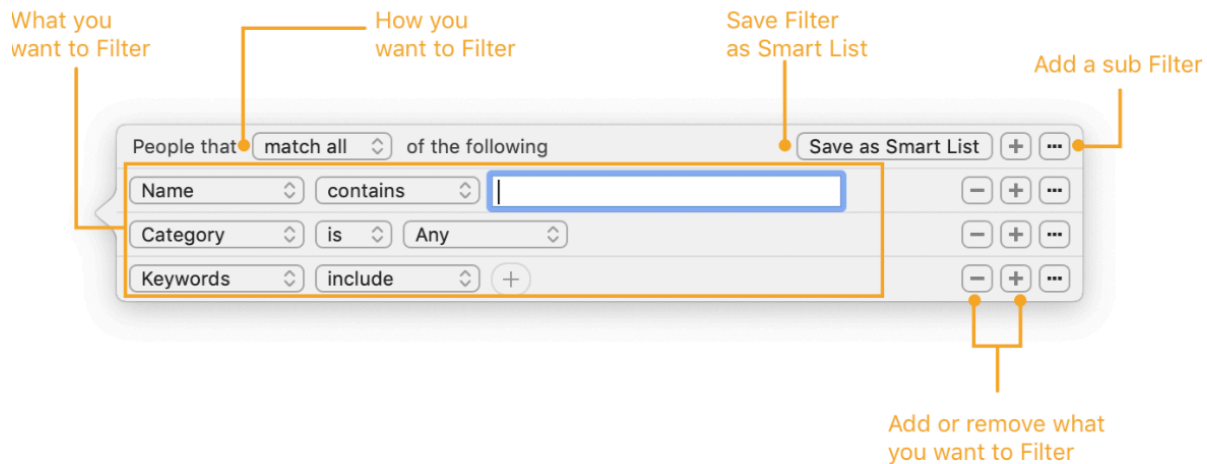 What you
want to Filter
How you
want to Filter
Save Filter
as Smart List
Add a sub Filter
People that match all of the following Save as Smart List + ...
Name contains - + ...
Category is Any - + ...
Keywords include + - + ...
Add or remove what
you want to Filter